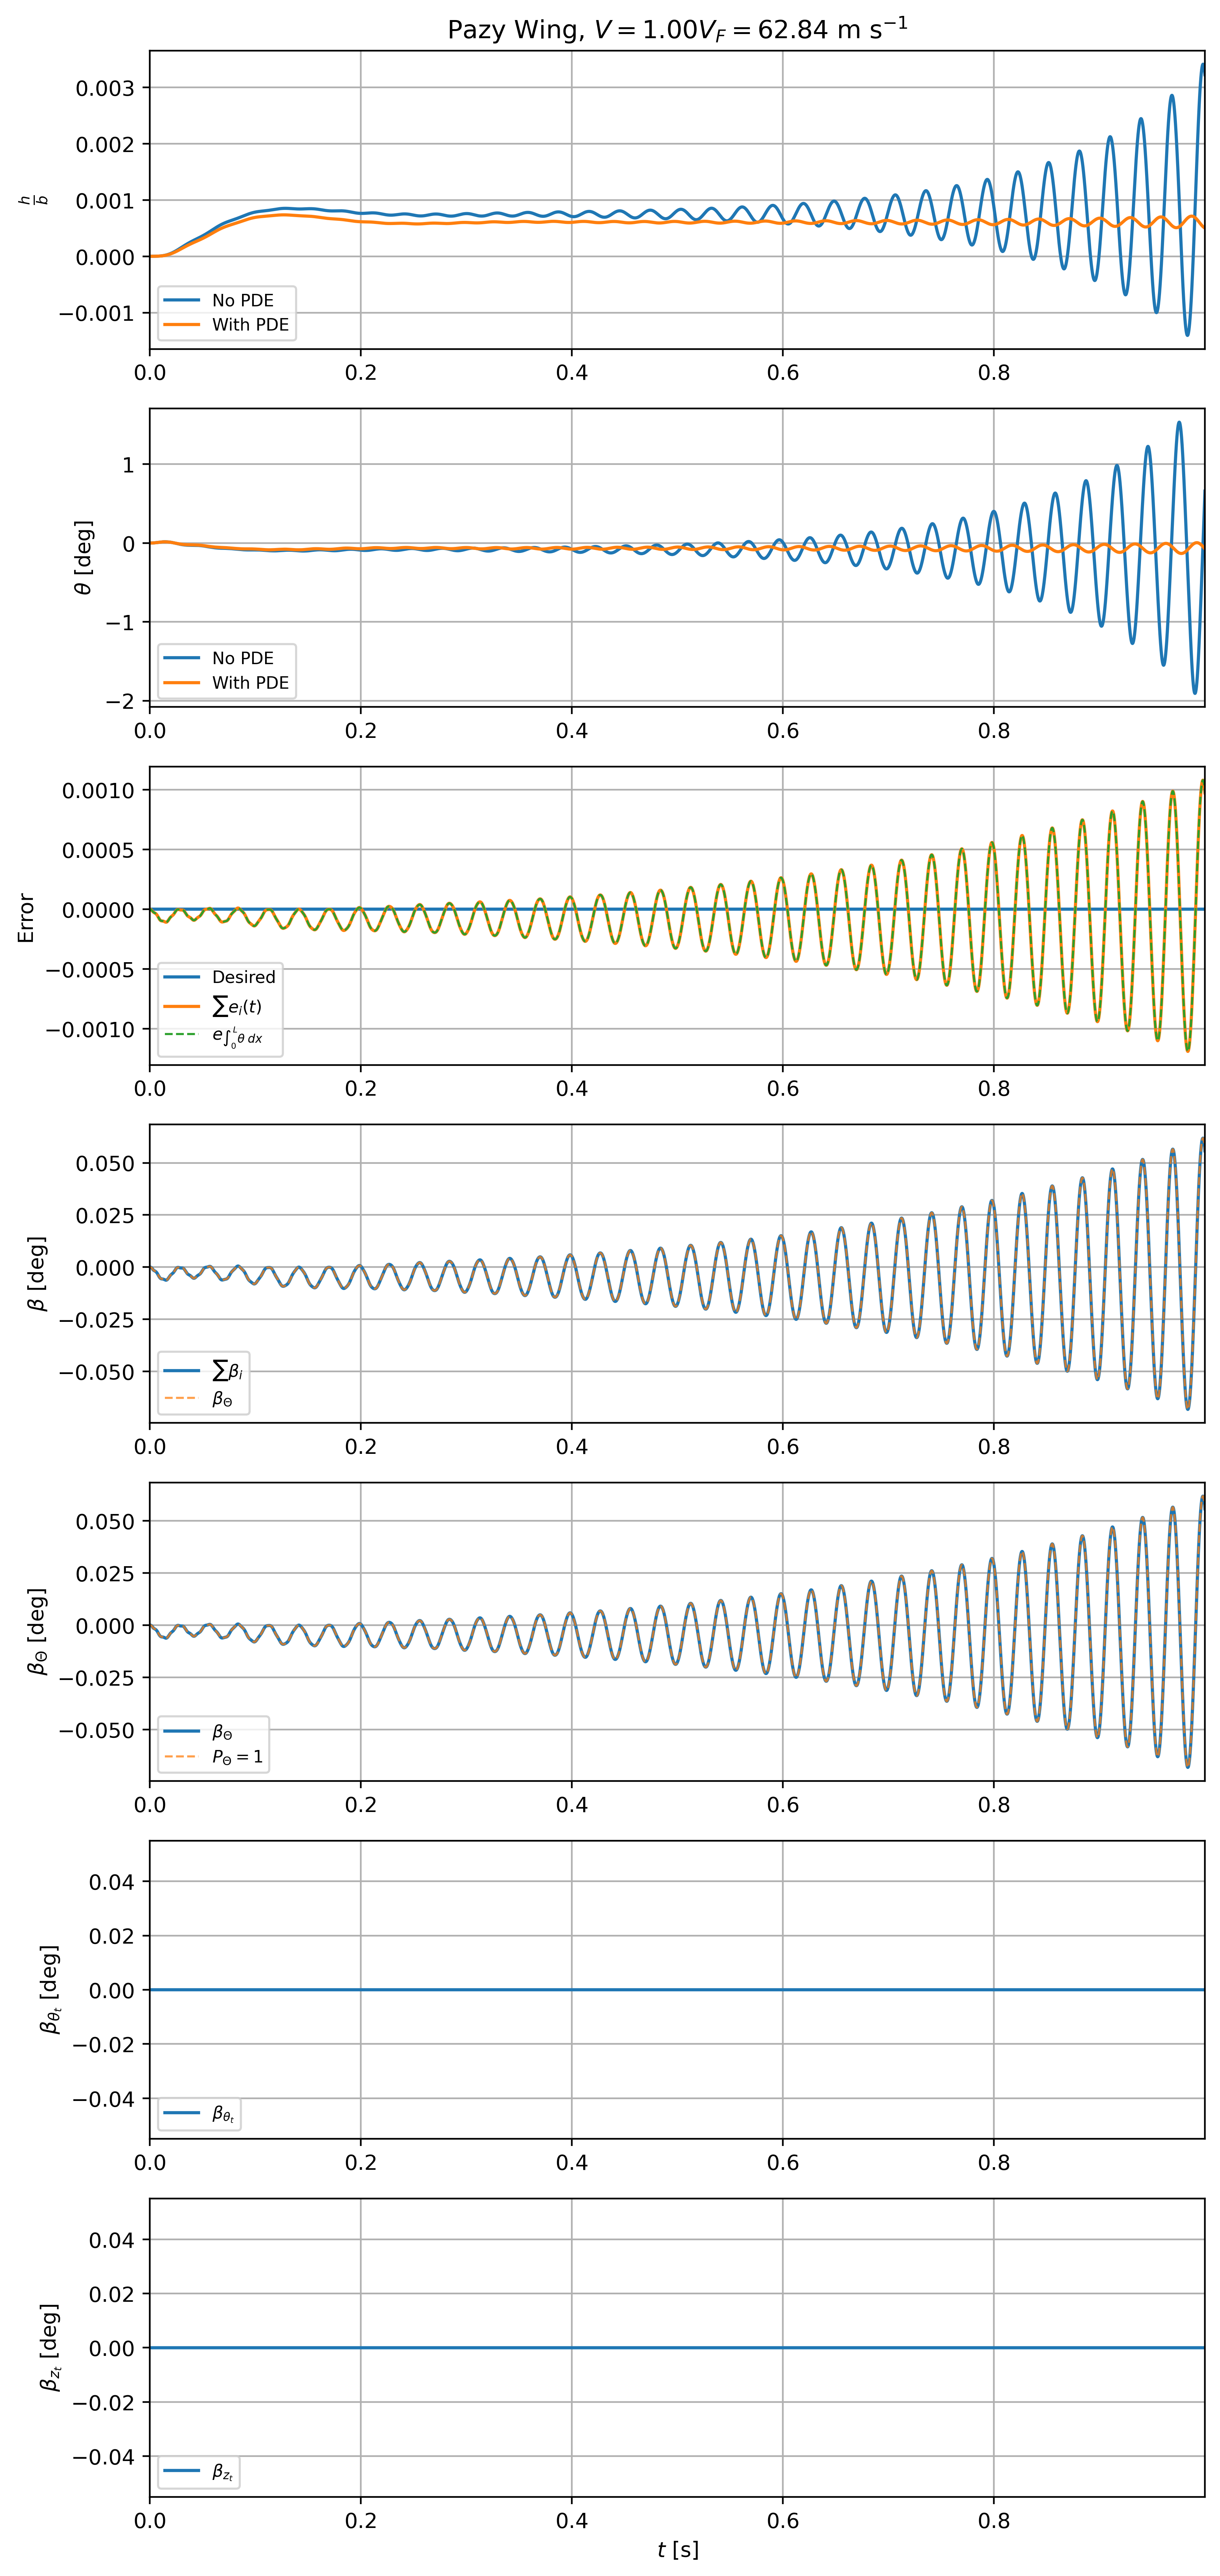 Pazy Wing, V = 1.00V_F = 62.84 m s⁻¹
h/b
0.003
0.002
0.001
0.000
−0.001
No PDE
With PDE
0.0 0.2 0.4 0.6 0.8
θ [deg]
1
0
−1
−2
No PDE
With PDE
0.0 0.2 0.4 0.6 0.8
Error
0.0010
0.0005
0.0000
−0.0005
−0.0010
Desired
∑e_i(t)
e_{∫_0^L θ dx}
0.0 0.2 0.4 0.6 0.8
β [deg]
0.050
0.025
0.000
−0.025
−0.050
∑β_i
β_Θ
0.0 0.2 0.4 0.6 0.8
β_Θ [deg]
0.050
0.025
0.000
−0.025
−0.050
β_Θ
P_Θ = 1
0.0 0.2 0.4 0.6 0.8
β_{θ_t} [deg]
0.04
0.02
0.00
−0.02
−0.04
β_{θ_t}
0.0 0.2 0.4 0.6 0.8
β_{z_t} [deg]
0.04
0.02
0.00
−0.02
−0.04
β_{z_t}
0.0 0.2 0.4 0.6 0.8
t [s]